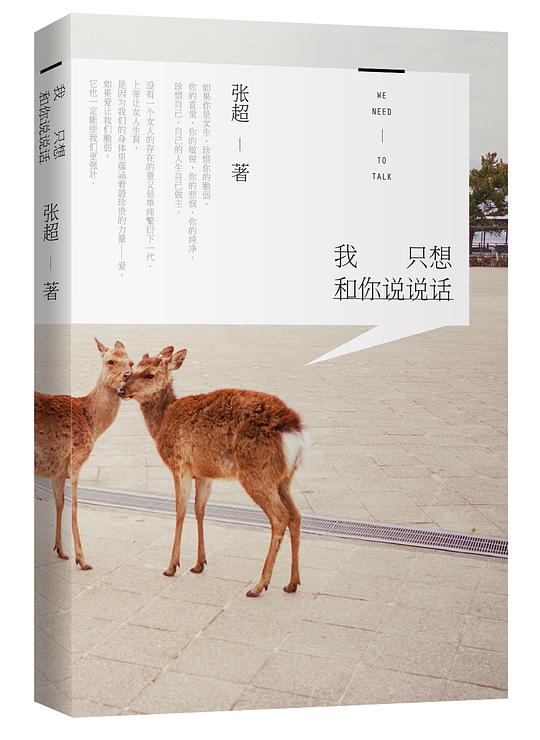 我 只想
和你说说话
张超 — 著
WE
NEED
TO
TALK
我 只想
和你说说话
张超 — 著
如果你是女生，珍惜你的脆弱，
你的直觉，你的敏锐，你的悲悯，你的纯净。
珍惜自己，自己的人生自己做主。
没有一个女人的存在的意义是单纯繁衍下一代。
上帝让女人生育，
是因为我们的身体里蕴涵着最珍贵的力量——爱。
如果爱让我们脆弱，
它也一定能使我们更强壮。